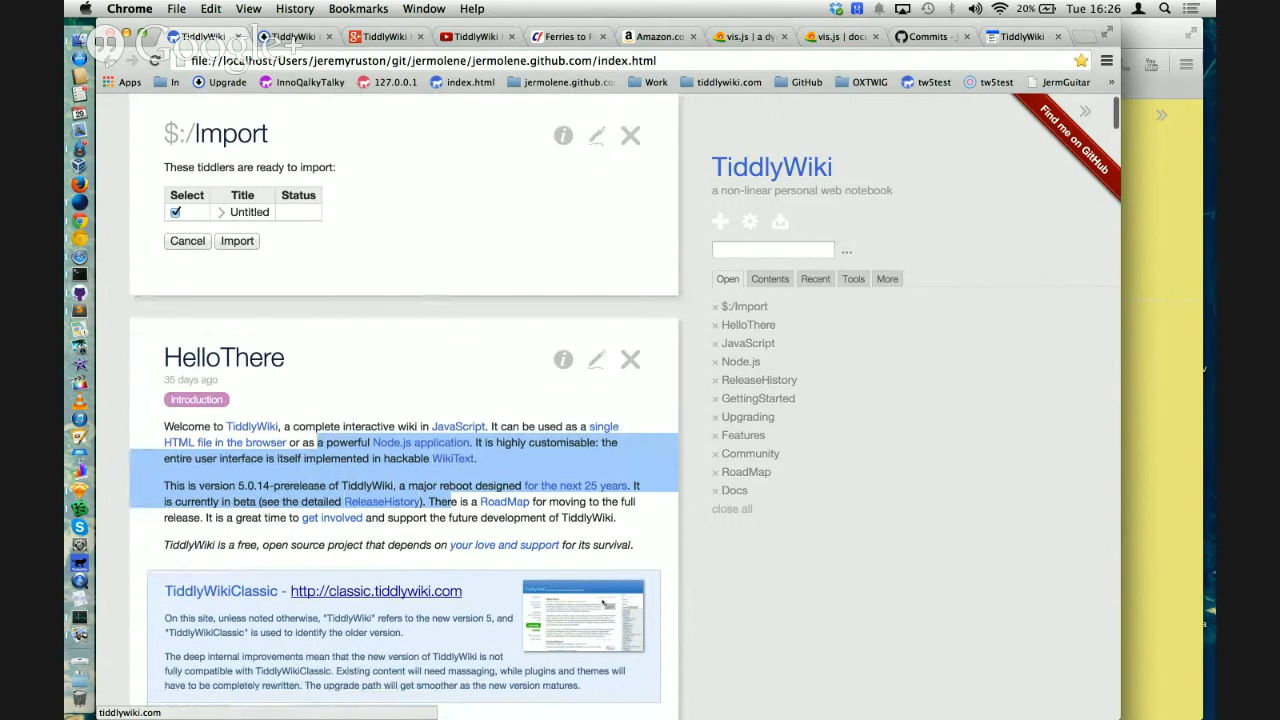 Chrome File Edit View History Bookmarks Window Help 20% Tue 16:26
TiddlyWiki TiddlyWiki TiddlyWiki TiddlyWiki Ferries to F Amazon.co vis.js | a dy vis.js | docu Commits · TiddlyWiki
Google+
file://localhost/Users/jeremyruston/git/jermolene/jermolene.github.com/index.html
Apps In Upgrade InnoQalkyTalky 127.0.0.1 index.html jermolene.github.co Work tiddlywiki.com GitHub OXTWIG tw5test tw5test JermGuitar »
Find me on GitHub
$:/Import
These tiddlers are ready to import:
Select Title Status
Untitled
Cancel Import
TiddlyWiki
a non-linear personal web notebook
...
Open Contents Recent Tools More
× $:/Import
× HelloThere
× JavaScript
× Node.js
× ReleaseHistory
× GettingStarted
× Upgrading
× Features
× Community
× RoadMap
× Docs
close all
HelloThere
35 days ago
Introduction
Welcome to TiddlyWiki, a complete interactive wiki in JavaScript. It can be used as a single
HTML file in the browser or as a powerful Node.js application. It is highly customisable: the
entire user interface is itself implemented in hackable WikiText.
This is version 5.0.14-prerelease of TiddlyWiki, a major reboot designed for the next 25 years. It
is currently in beta (see the detailed ReleaseHistory). There is a RoadMap for moving to the full
release. It is a great time to get involved and support the future development of TiddlyWiki.
TiddlyWiki is a free, open source project that depends on your love and support for its survival.
TiddlyWikiClassic - http://classic.tiddlywiki.com
On this site, unless noted otherwise, "TiddlyWiki" refers to the new version 5, and
"TiddlyWikiClassic" is used to identify the older version.
The deep internal improvements mean that the new version of TiddlyWiki is not
fully compatible with TiddlyWikiClassic. Existing content will need massaging, while plugins and themes will
have to be completely rewritten. The upgrade path will get smoother as the new version matures.
tiddlywiki.com